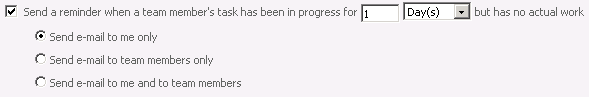 Send a reminder when a team member's task has been in progress for 1 Day(s) but has no actual work
Send e-mail to me only
Send e-mail to team members only
Send e-mail to me and to team members